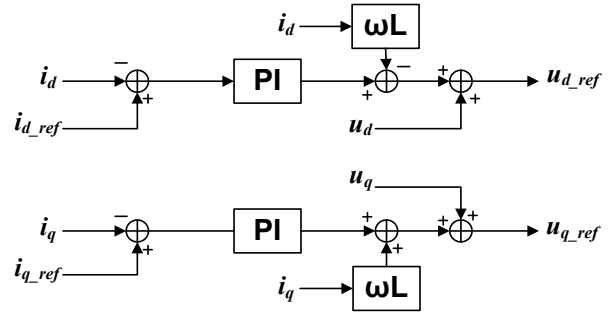 i_d ωL
−
−
i_d PI + + u_d_ref
+ +
i_d_ref u_d
u_q
−
i_q PI + + + u_q_ref
+ +
i_q_ref
i_q ωL